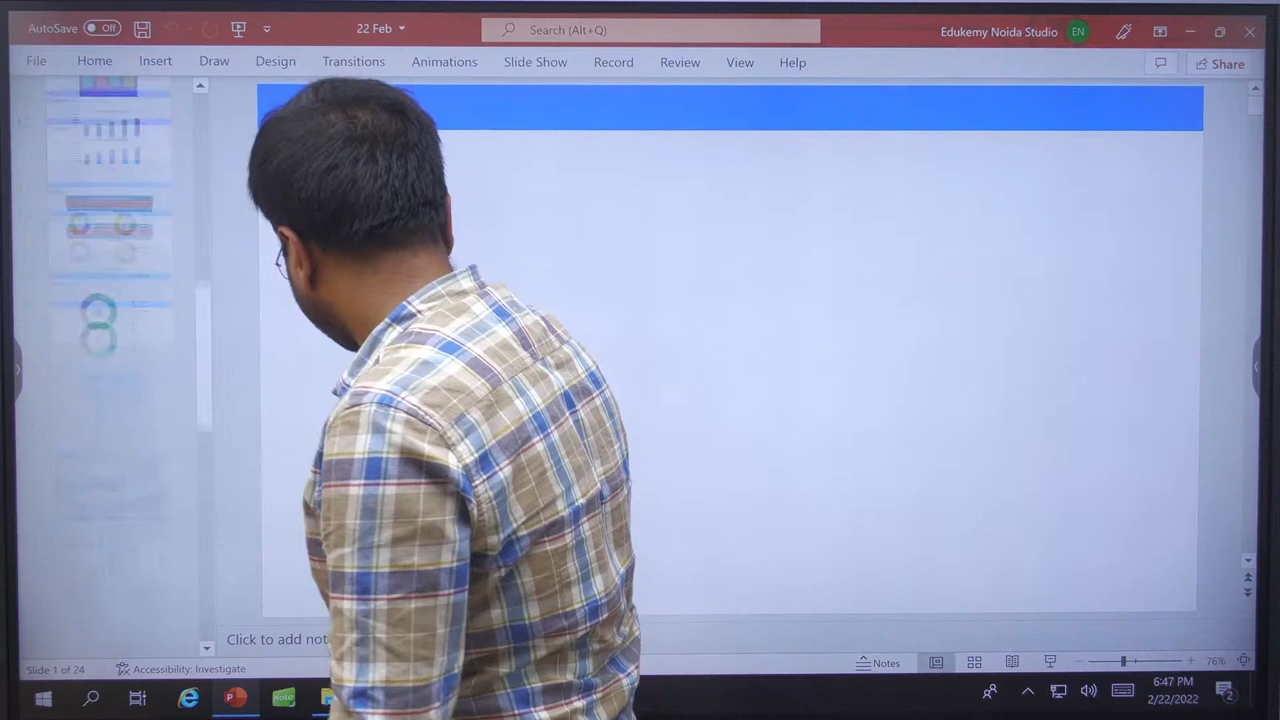 AutoSave Off 22 Feb Search (Alt+Q) Edukemy Noida Studio EN
File Home Insert Draw Design Transitions Animations Slide Show Record Review View Help Share
Click to add not
Slide 1 of 24 Accessibility: Investigate Notes 76%
Note
6:47 PM
2/22/2022
2